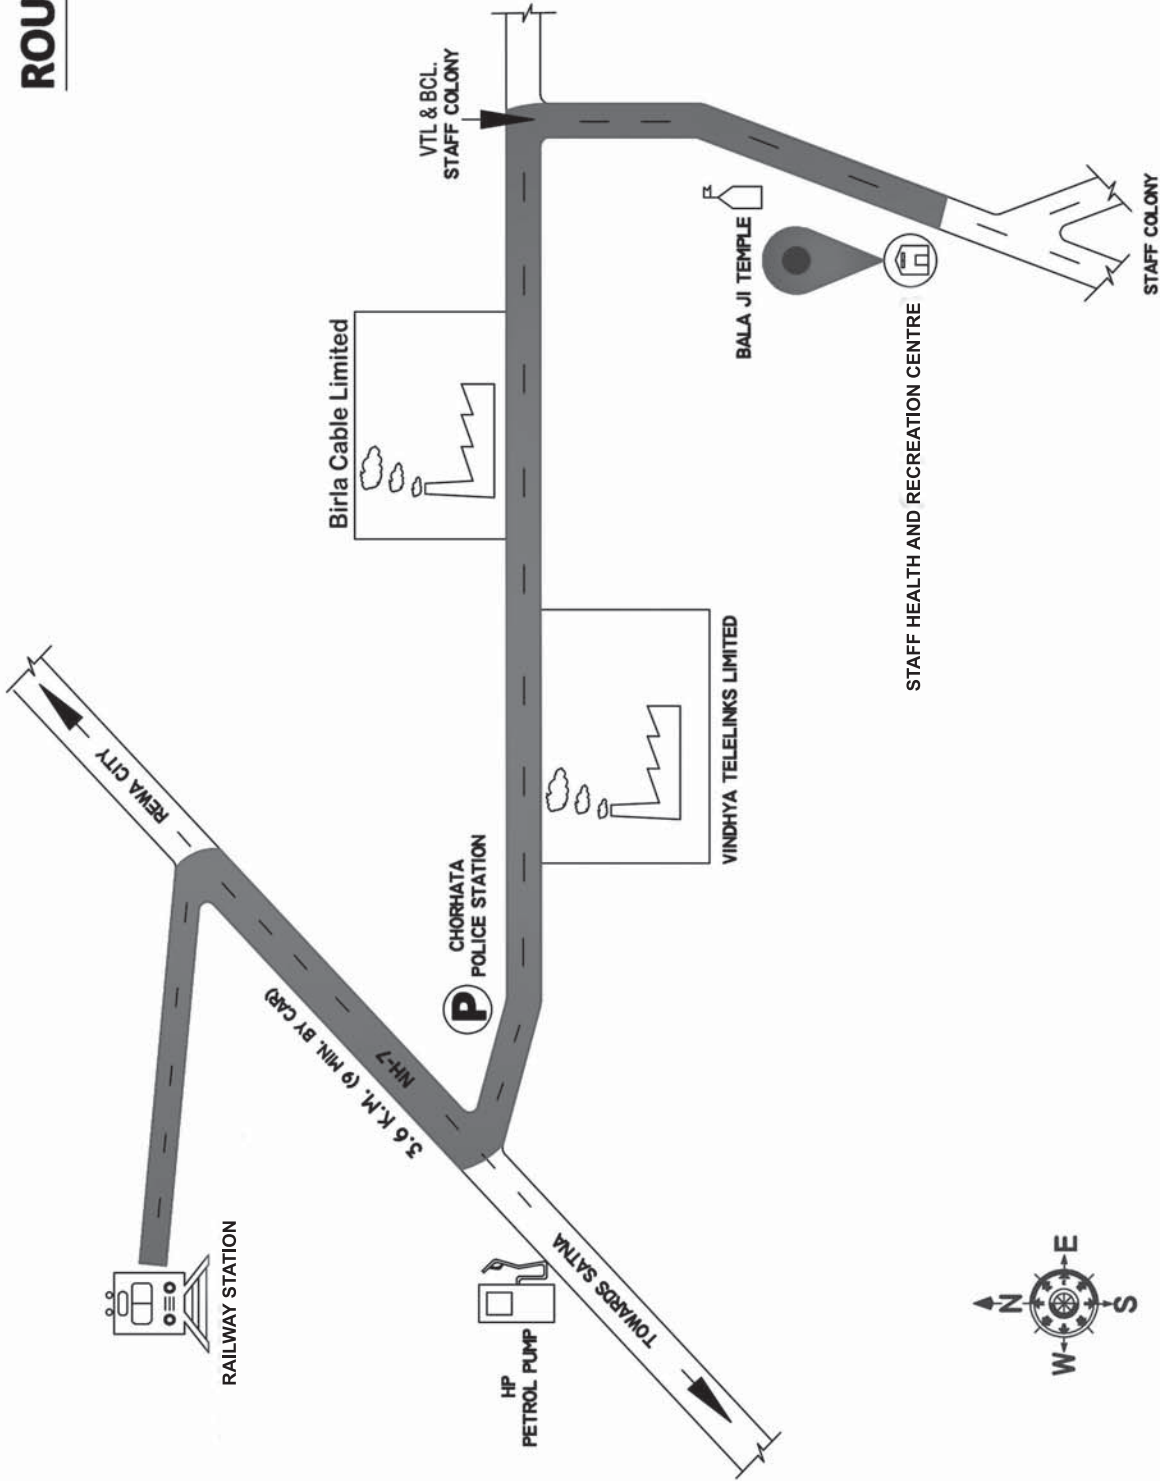 ROU
VTL & BCL.
STAFF COLONY
Birla Cable Limited
BALA JI TEMPLE
STAFF COLONY
STAFF HEALTH AND RECREATION CENTRE
REWA CITY
CHORHATA
POLICE STATION
P
VINDHYA TELELINKS LIMITED
NH-7
3.6 K.M. (9 MIN. BY CAR)
RAILWAY STATION
HP
PETROL PUMP
TOWARDS SATNA
N
E
S
W